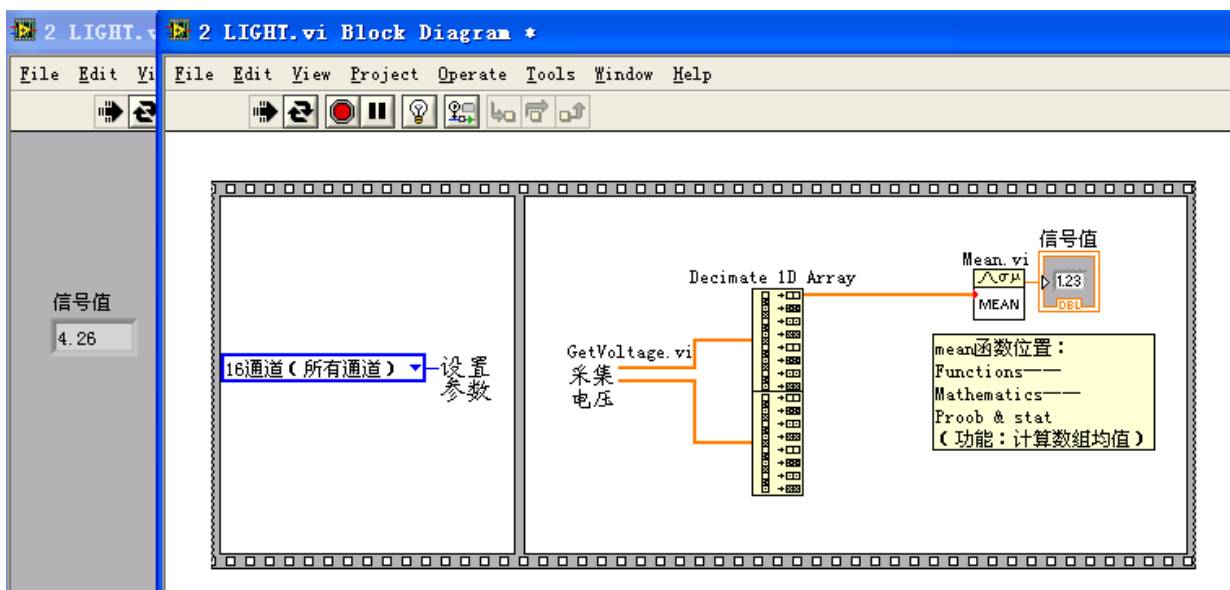 2 LIGHT.v
2 LIGHT.vi Block Diagram *
File Edit Vi
File Edit View Project Operate Tools Window Help
信号值
4.26
16通道(所有通道)
设置
参数
GetVoltage.vi
采集
电压
Decimate 1D Array
Mean.vi
MEAN
信号值
1.23
DBL
mean函数位置:
Functions——
Mathematics——
Proob & stat
(功能:计算数组均值)